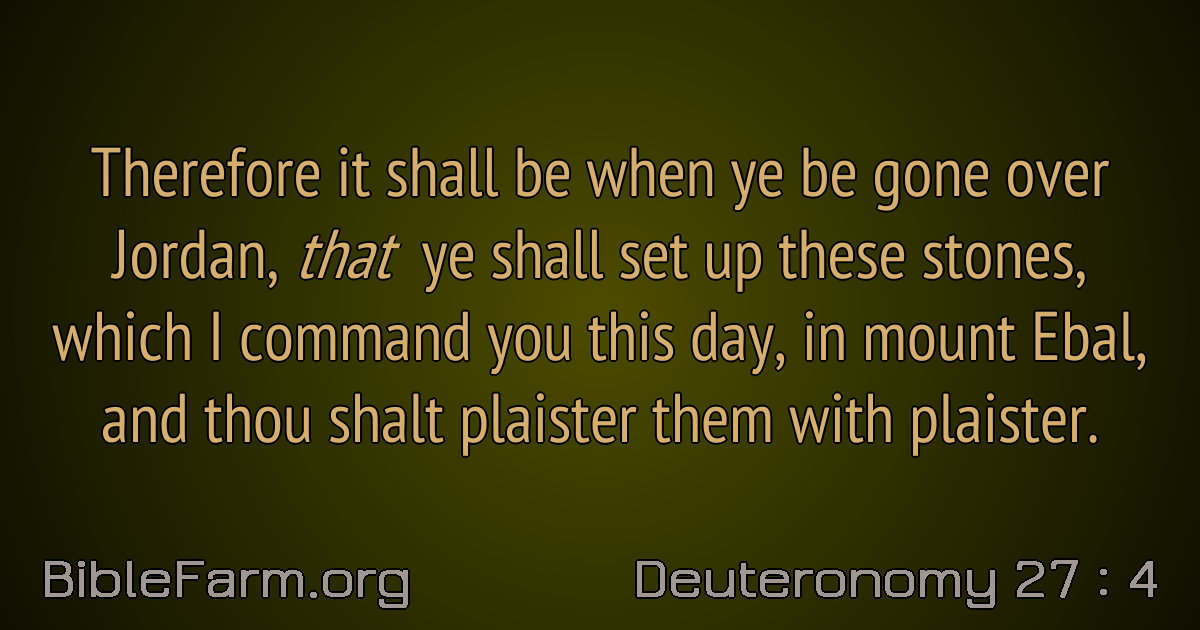 Therefore it shall be when ye be gone over
Jordan, that ye shall set up these stones,
which I command you this day, in mount Ebal,
and thou shalt plaister them with plaister.
BibleFarm.org
Deuteronomy 27 : 4